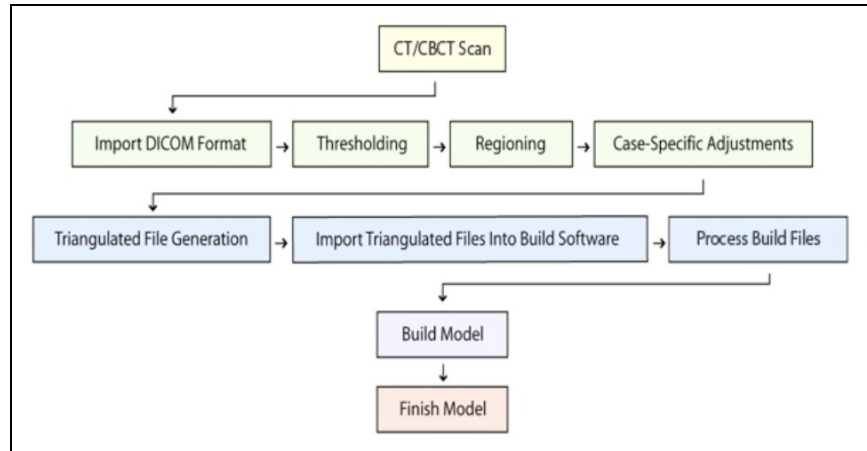 CT/CBCT Scan
Import DICOM Format
Thresholding
Regioning
Case-Specific Adjustments
Triangulated File Generation
Import Triangulated Files Into Build Software
Process Build Files
Build Model
Finish Model